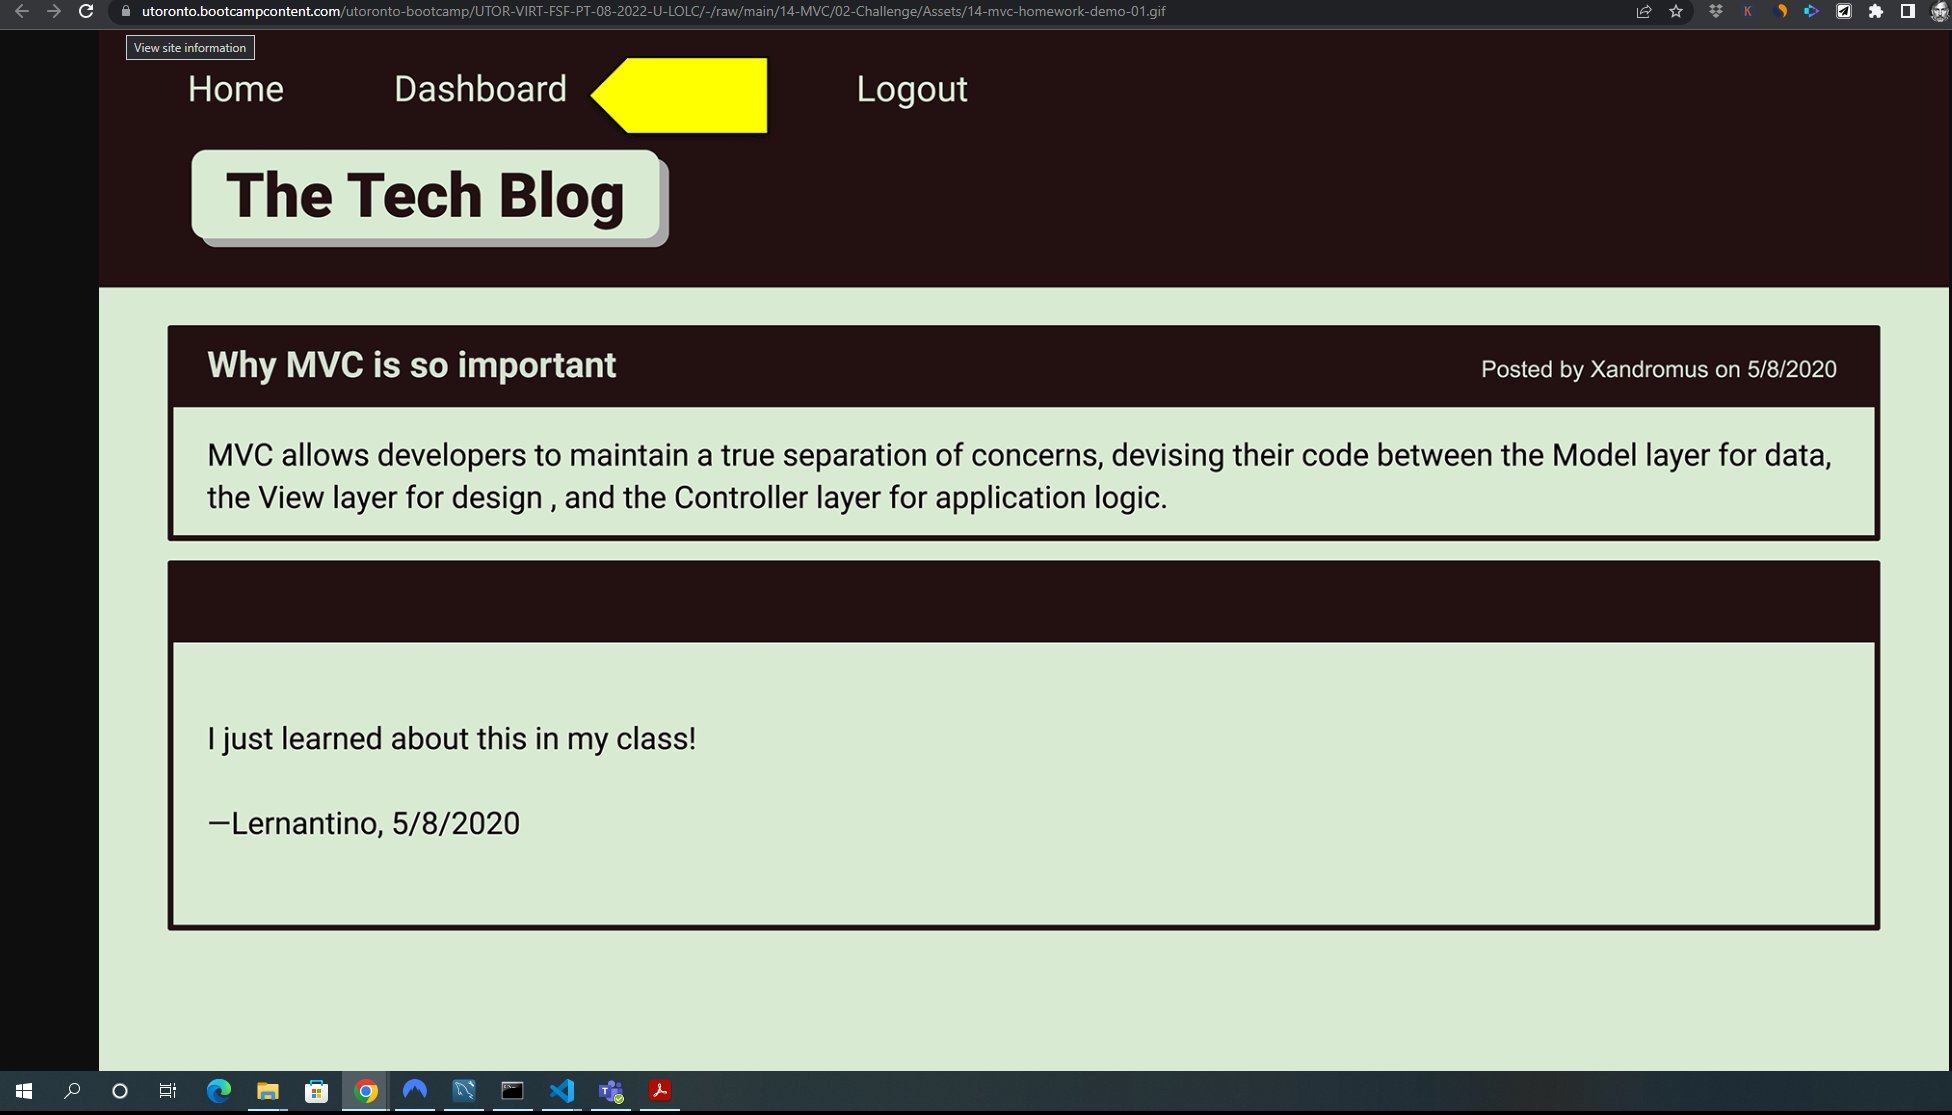 utoronto.bootcampcontent.com/utoronto-bootcamp/UTOR-VIRT-FSF-PT-08-2022-U-LOLC/-/raw/main/14-MVC/02-Challenge/Assets/14-mvc-homework-demo-01.gif
View site information
Home Dashboard Logout
The Tech Blog
Why MVC is so important
Posted by Xandromus on 5/8/2020
MVC allows developers to maintain a true separation of concerns, devising their code between the Model layer for data,
the View layer for design , and the Controller layer for application logic.
I just learned about this in my class!
—Lernantino, 5/8/2020